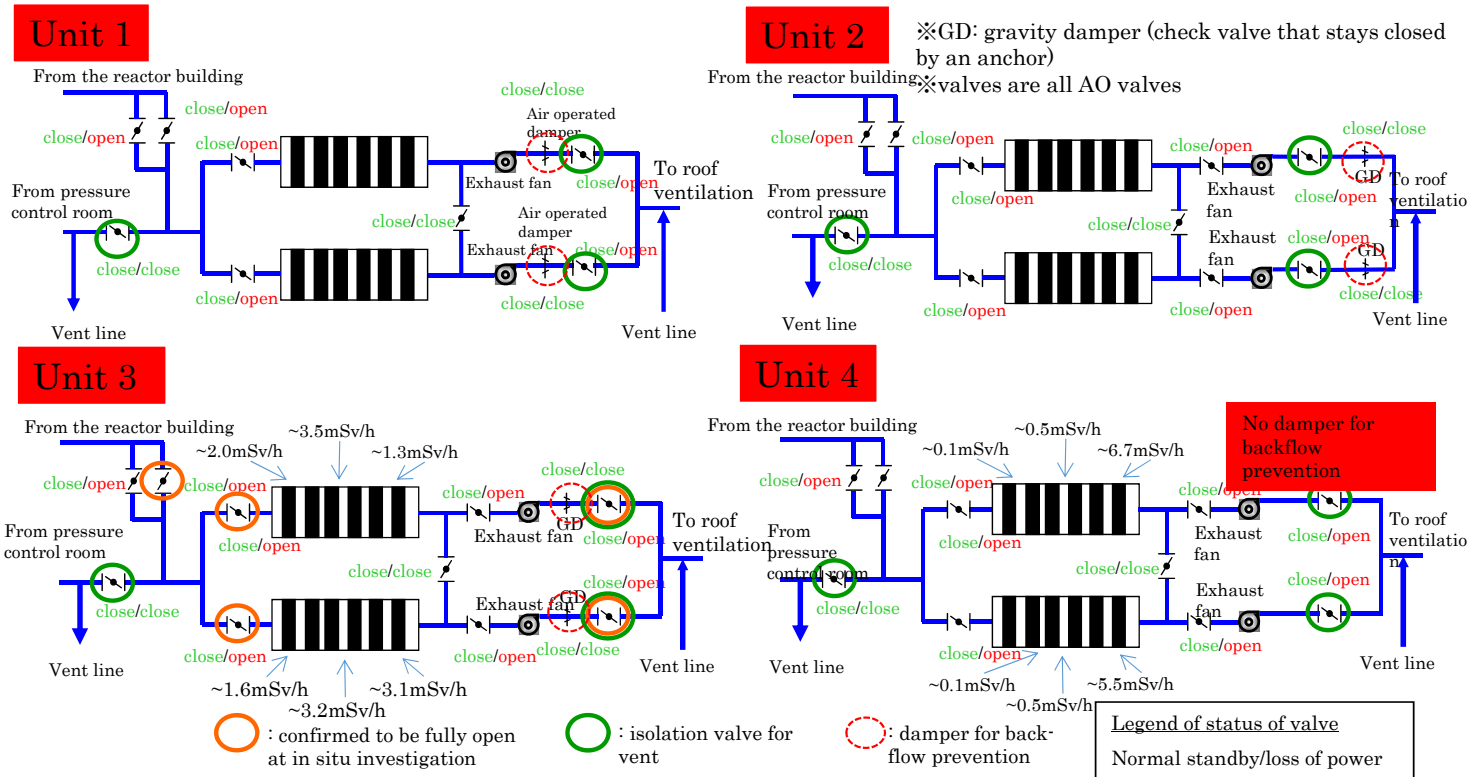 Unit 1
From the reactor building
close/open
close/open
close/open
From pressure
control room
close/close
Vent line
close/open
close/close
close/close
Air operated
damper
Exhaust fan
close/open
Air operated
damper
Exhaust fan
close/open
close/close
To roof
ventilation
Vent line
Unit 2
※GD: gravity damper (check valve that stays closed
by an anchor)
※valves are all AO valves
From the reactor building
close/open
close/open
From pressure
control room
close/close
Vent line
close/open
close/close
close/open
Exhaust
fan
close/close
GD
close/open
Exhaust
fan
close/open
close/open
GD
close/close
To roof
ventilatio
n
Vent line
Unit 3
From the reactor building
~2.0mSv/h
~3.5mSv/h
~1.3mSv/h
close/open
close/open
close/open
From pressure
control room
close/close
Vent line
close/open
~1.6mSv/h
~3.2mSv/h
~3.1mSv/h
close/close
close/open
Exhaust fan
close/close
GD
close/open
Exhaust fan
GD
close/open
close/open
close/close
To roof
ventilation
Vent line
Unit 4
From the reactor building
~0.1mSv/h
~0.5mSv/h
~6.7mSv/h
No damper for
backflow
prevention
close/open
close/open
From
pressure
control room
close/close
Vent line
close/open
~0.1mSv/h
~0.5mSv/h
~5.5mSv/h
close/close
close/open
Exhaust
fan
close/open
Exhaust
fan
close/open
close/open
To roof
ventilatio
n
Vent line
: confirmed to be fully open
at in situ investigation
: isolation valve for
vent
: damper for back-
flow prevention
Legend of status of valve
Normal standby/loss of power